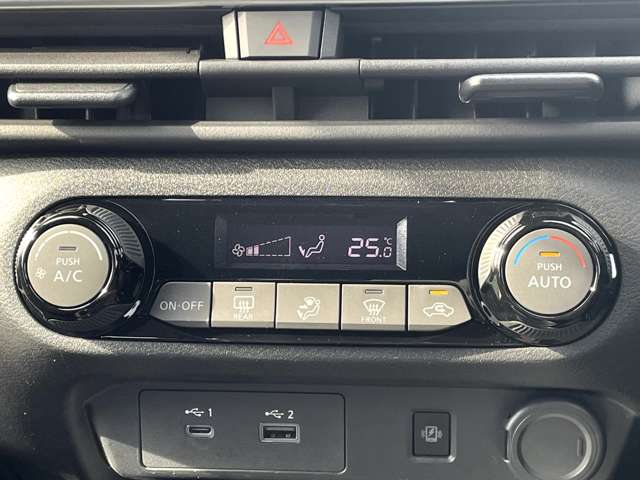 25.0 °C
PUSH
A/C
PUSH
AUTO
ON·OFF
REAR
FRONT
1
2